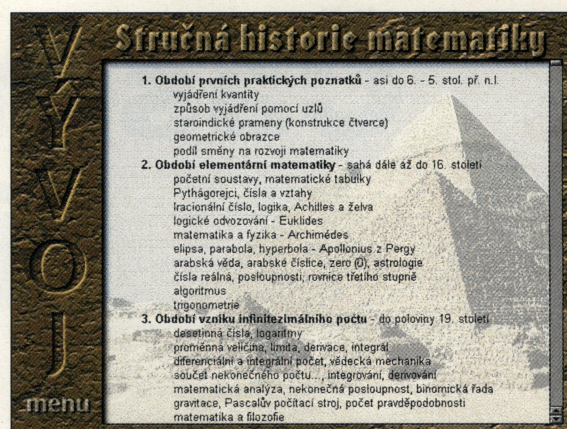 Stručná historie matematiky
VÝVOJ
1. Období prvních praktických poznatků - asi do 6. - 5. stol. př. n.l.
vyjádření kvantity
způsob vyjádření pomocí uzlů
staroindické prameny (konstrukce čtverce)
geometrické obrazce
podíl směny na rozvoji matematiky
2. Období elementární matematiky - sahá dále až do 16. století
početní soustavy, matematické tabulky
Pythágorejci, čísla a vztahy
Iracionální číslo, logika, Achilles a želva
logické odvozování - Euklides
matematika a fyzika - Archimédes
elipsa, parabola, hyperbola - Apollonius z Pergy
arabská věda, arabské číslice, zero (0), astrologie
čísla reálná, posloupnosti, rovnice třetího stupně
algoritmus
trigonometrie
3. Období vzniku infinitezimálního počtu - do poloviny 19. století
desetinná čísla, logaritmy
proměnná veličina, limita, derivace, integrál
diferenciální a integrální počet, vědecká mechanika
součet nekonečného počtu..., integrování, derivování
matematická analýza, nekonečná posloupnost, binomická řada
gravitace, Pascalův počítací stroj, počet pravděpodobnosti
matematika a filozofie
menu